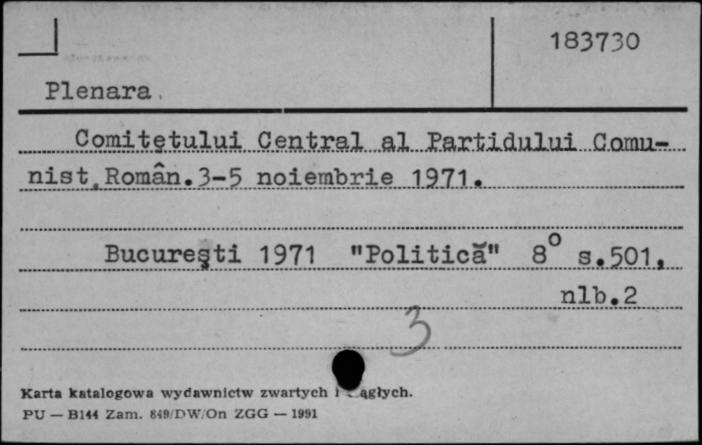 183730
Plenara
Comitetului Central al Partidului Comu-
nist Român. 3-5 noiembrie 1971.
București 1971 "Politică" 8° s.501,
nlb.2
3
Karta katalogowa wydawnictw zwartych i ciągłych.
PU — B144 Zam. 849/DW/On ZGG — 1991